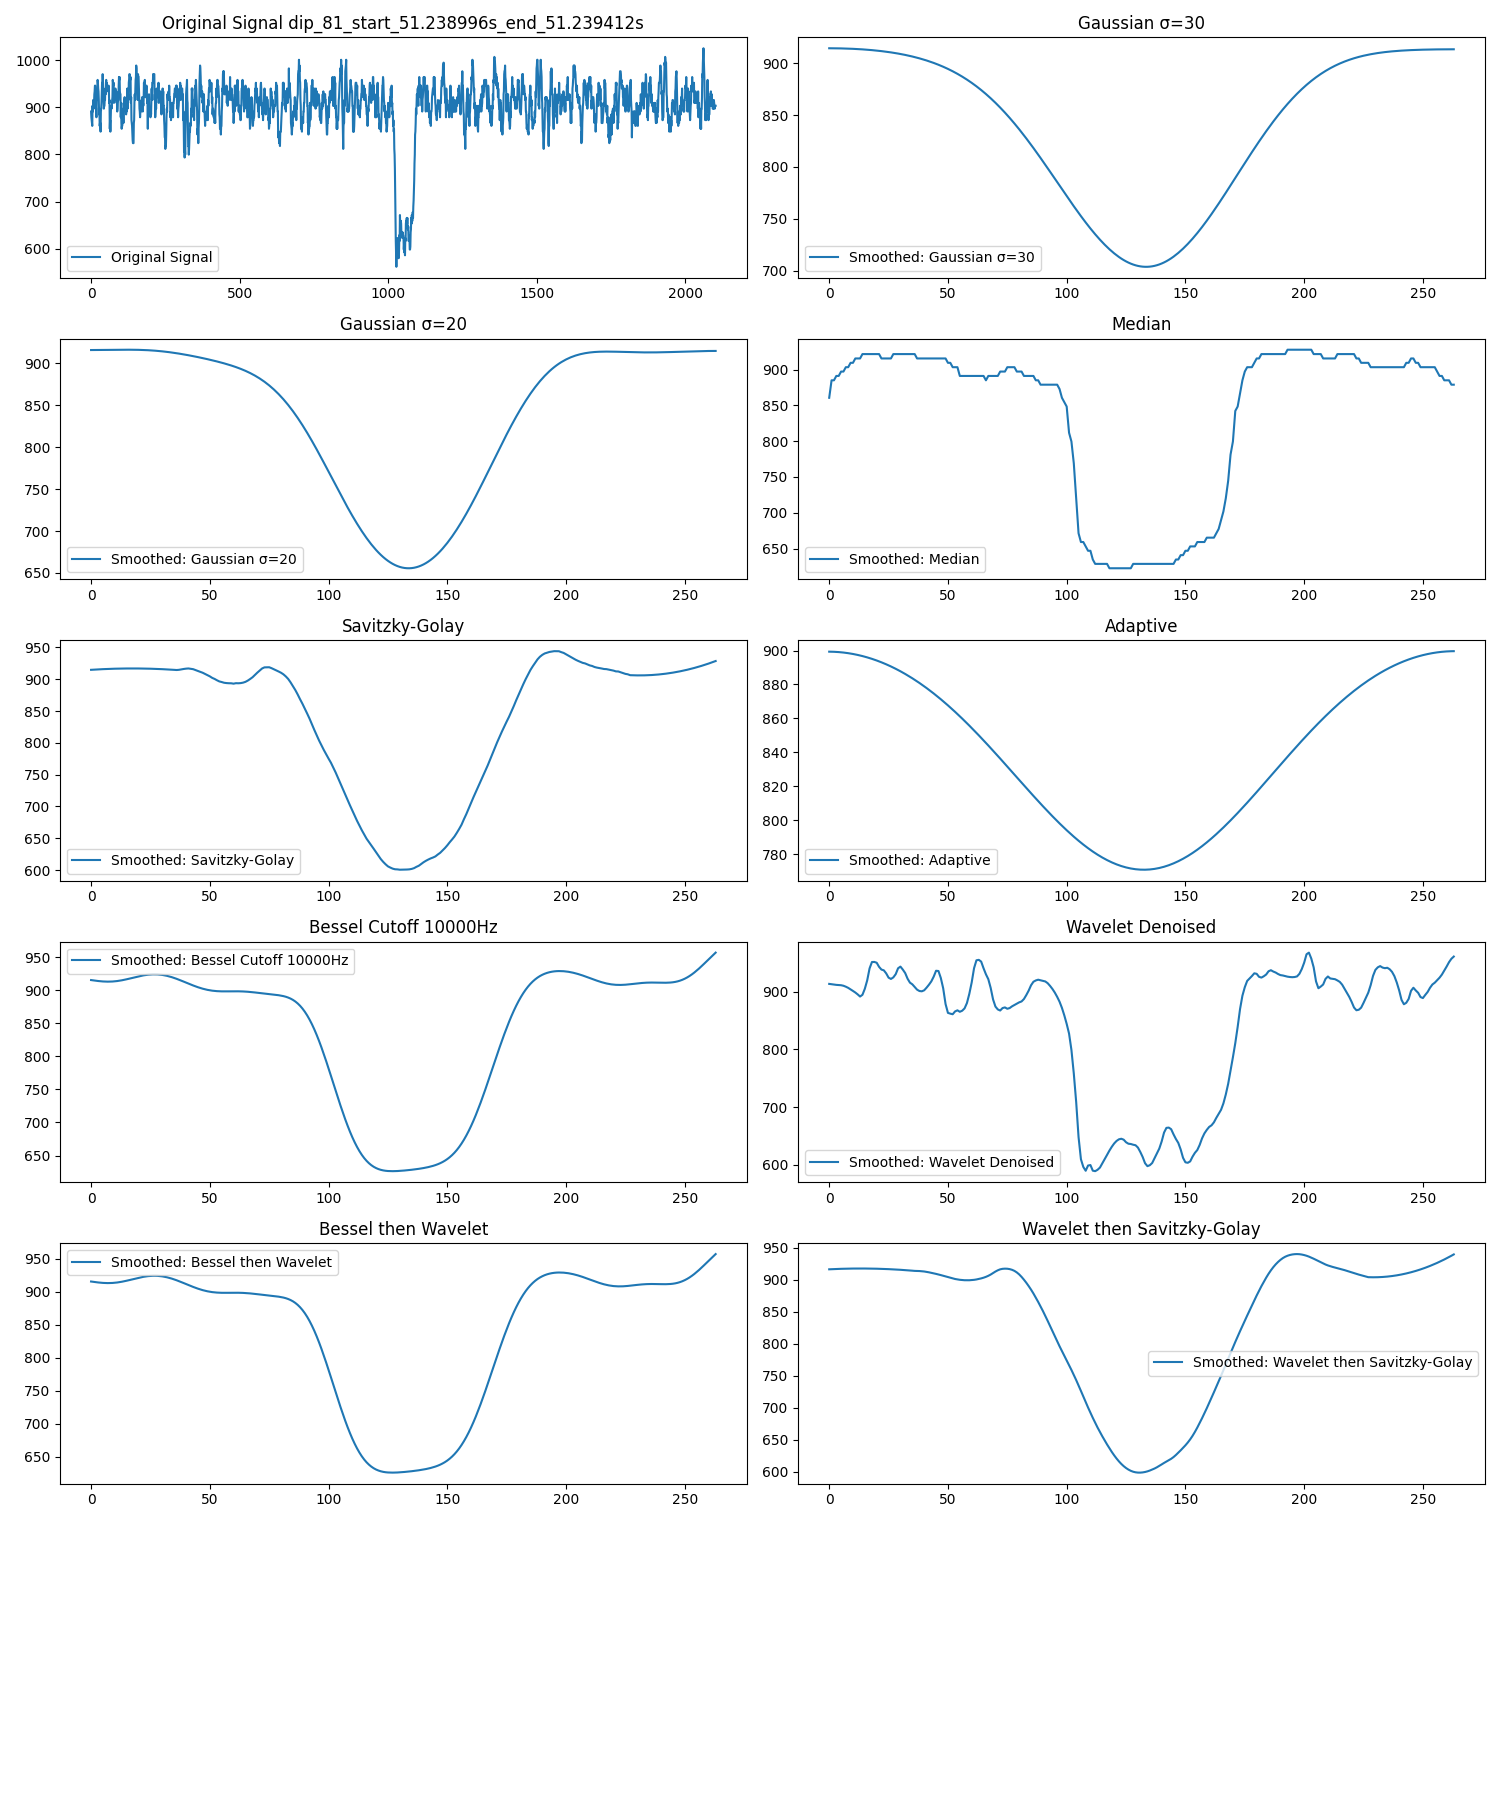 Original Signal dip_81_start_51.238996s_end_51.239412s
1000
900
800
700
600
Original Signal
0 500 1000 1500 2000
Gaussian σ=30
900
850
800
750
700
Smoothed: Gaussian σ=30
0 50 100 150 200 250
Gaussian σ=20
900
850
800
750
700
650
Smoothed: Gaussian σ=20
0 50 100 150 200 250
Median
900
850
800
750
700
650
Smoothed: Median
0 50 100 150 200 250
Savitzky-Golay
950
900
850
800
750
700
650
600
Smoothed: Savitzky-Golay
0 50 100 150 200 250
Adaptive
900
880
860
840
820
800
780
Smoothed: Adaptive
0 50 100 150 200 250
Bessel Cutoff 10000Hz
950
900
850
800
750
700
650
Smoothed: Bessel Cutoff 10000Hz
0 50 100 150 200 250
Wavelet Denoised
900
800
700
600
Smoothed: Wavelet Denoised
0 50 100 150 200 250
Bessel then Wavelet
950
900
850
800
750
700
650
Smoothed: Bessel then Wavelet
0 50 100 150 200 250
Wavelet then Savitzky-Golay
950
900
850
800
750
700
650
600
Smoothed: Wavelet then Savitzky-Golay
0 50 100 150 200 250